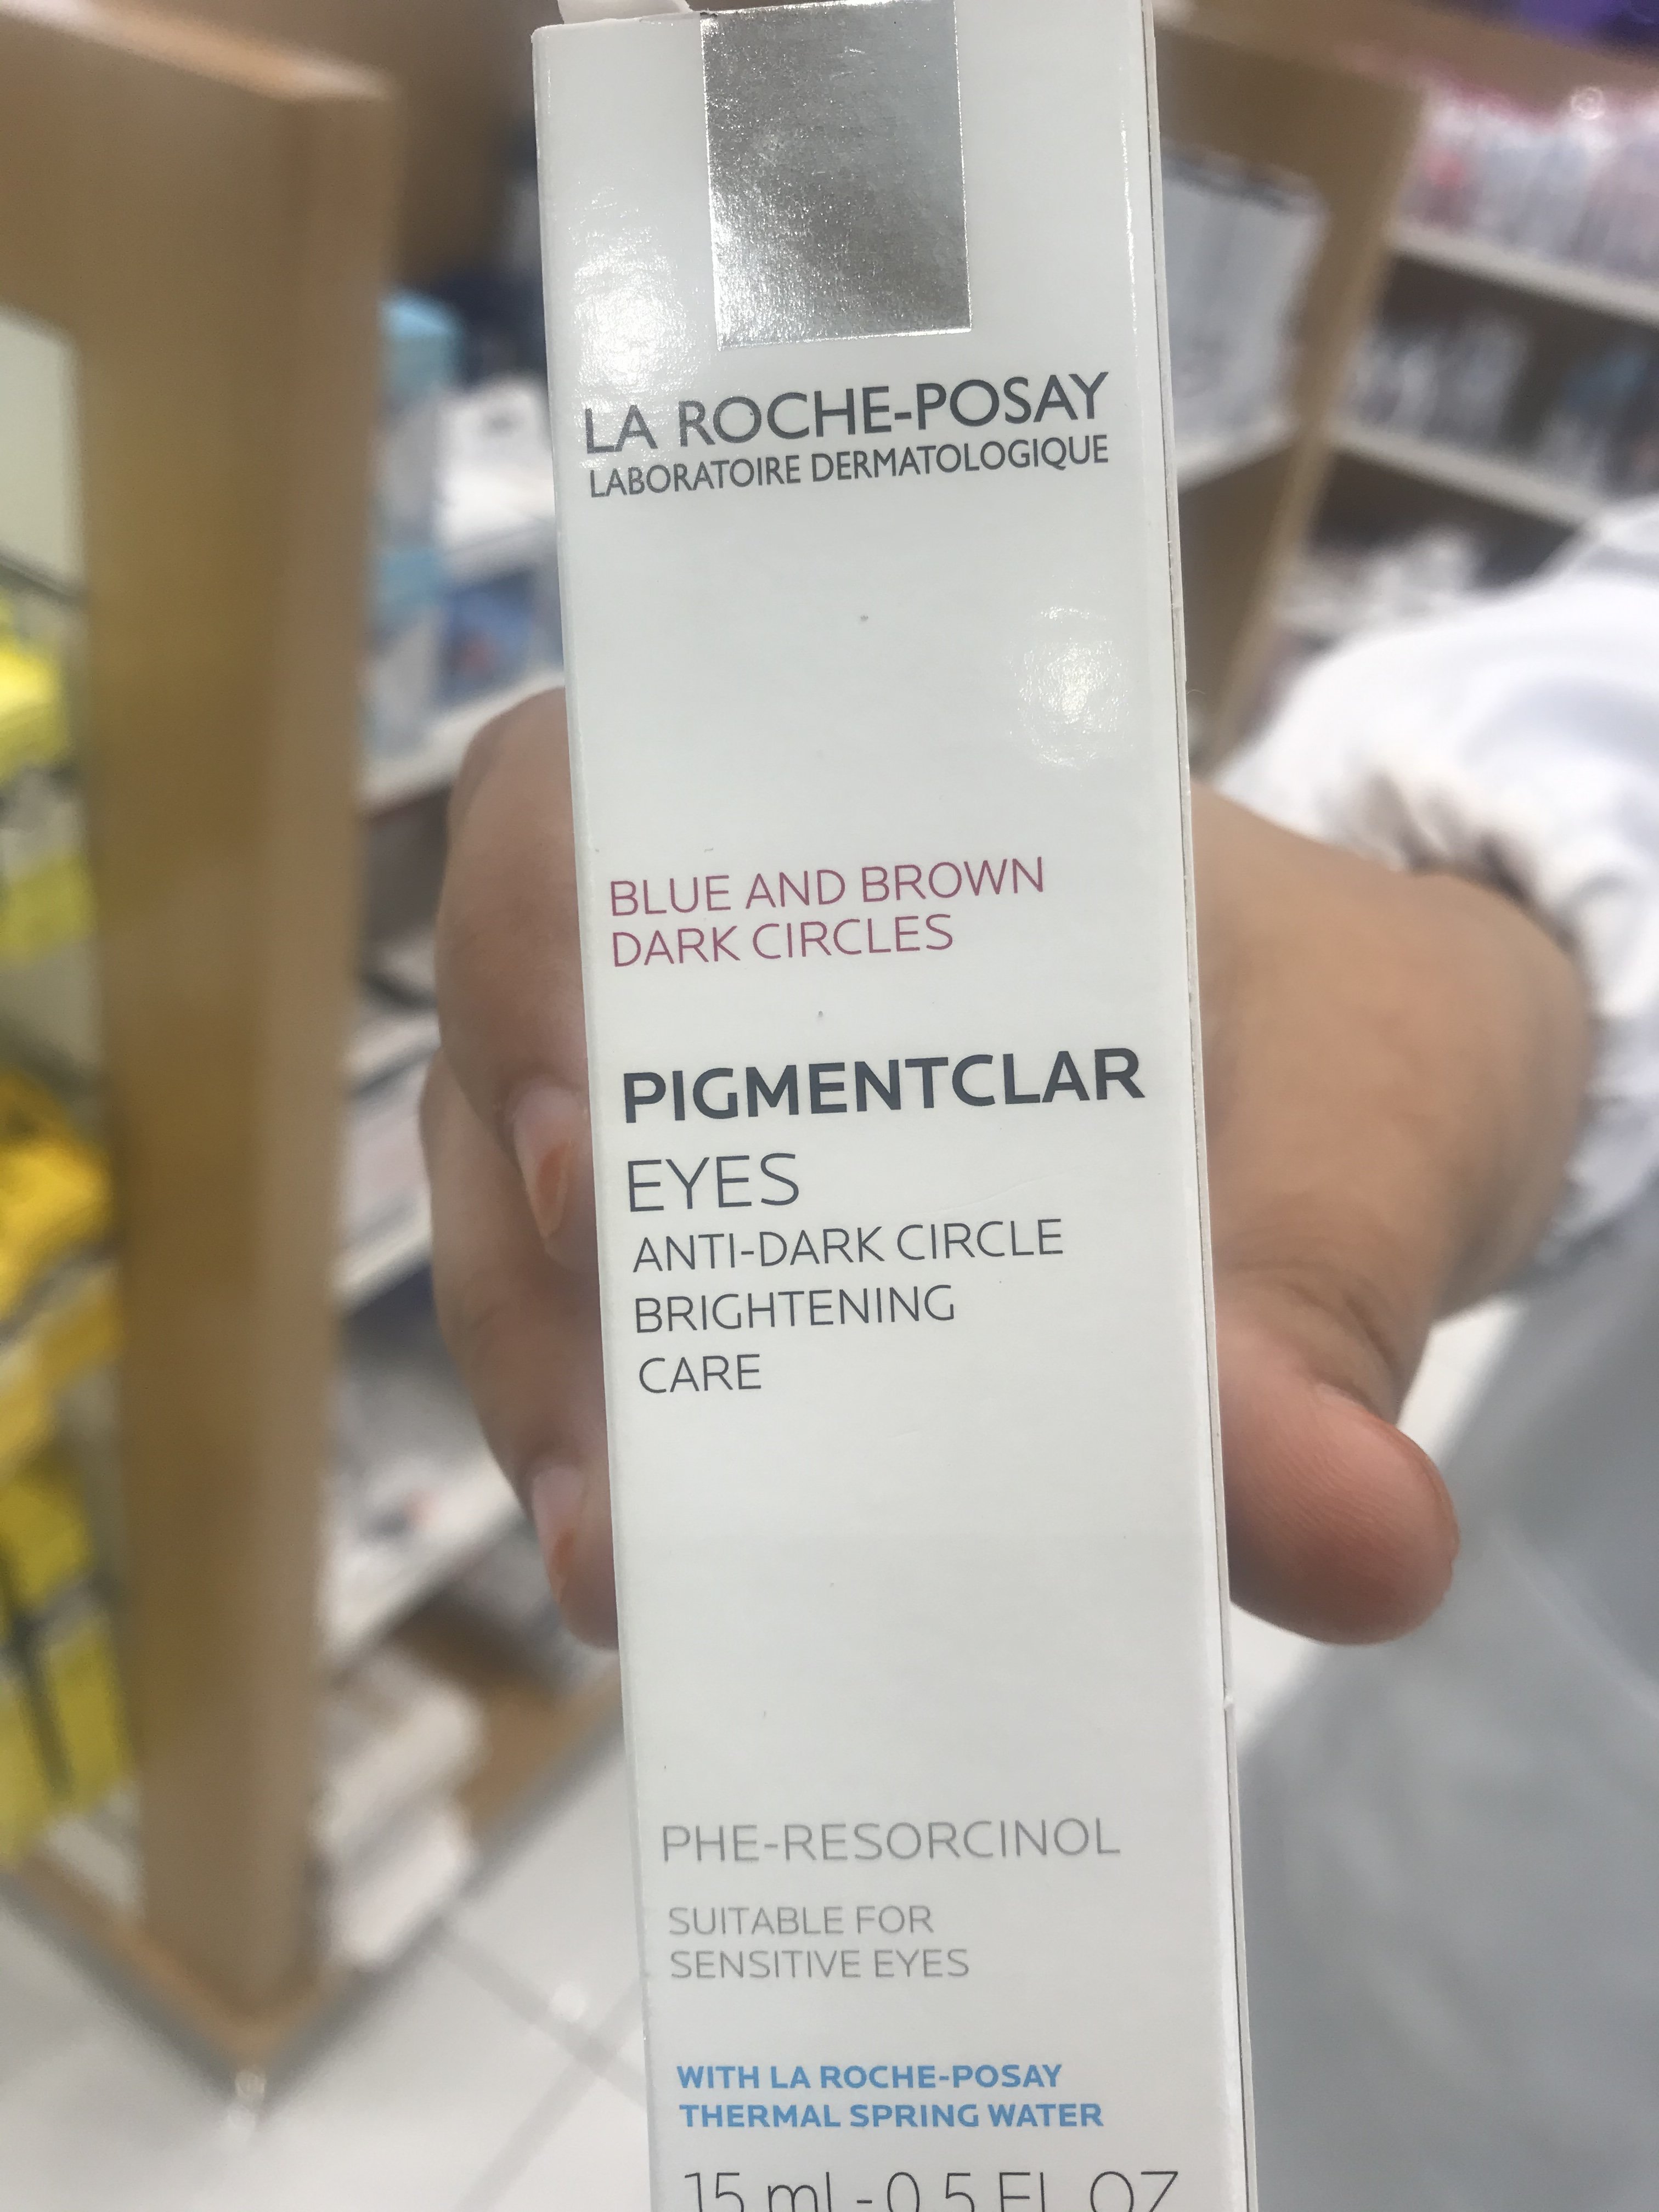 LA ROCHE-POSAY
LABORATOIRE DERMATOLOGIQUE
BLUE AND BROWN
DARK CIRCLES
PIGMENTCLAR
EYES
ANTI-DARK CIRCLE
BRIGHTENING
CARE
PHE-RESORCINOL
SUITABLE FOR
SENSITIVE EYES
WITH LA ROCHE-POSAY
THERMAL SPRING WATER
15 ml - 0.5 FL OZ